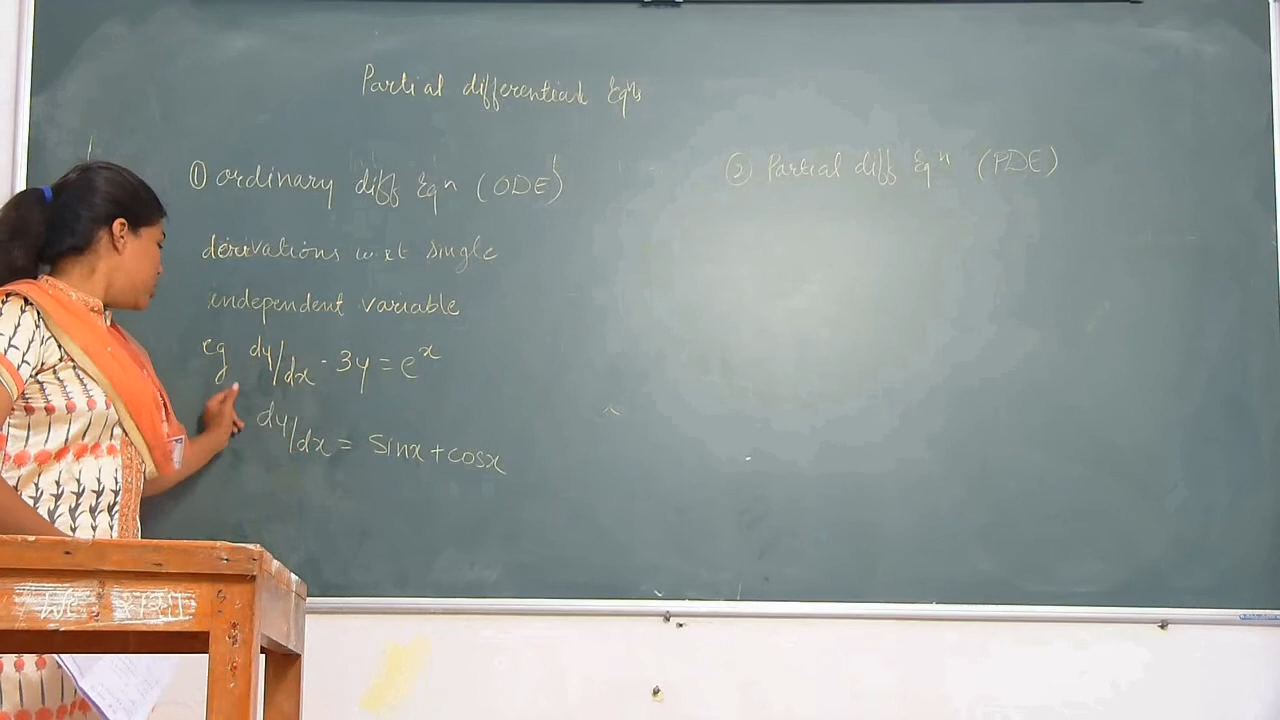 Partial differential Eqns
① ordinary diff Eqn (ODE)
derivations w.r.t single
independent variable
eg dy/dx - 3y = e^x
dy/dx = sinx + cosx
② Partial diff Eqn (PDE)